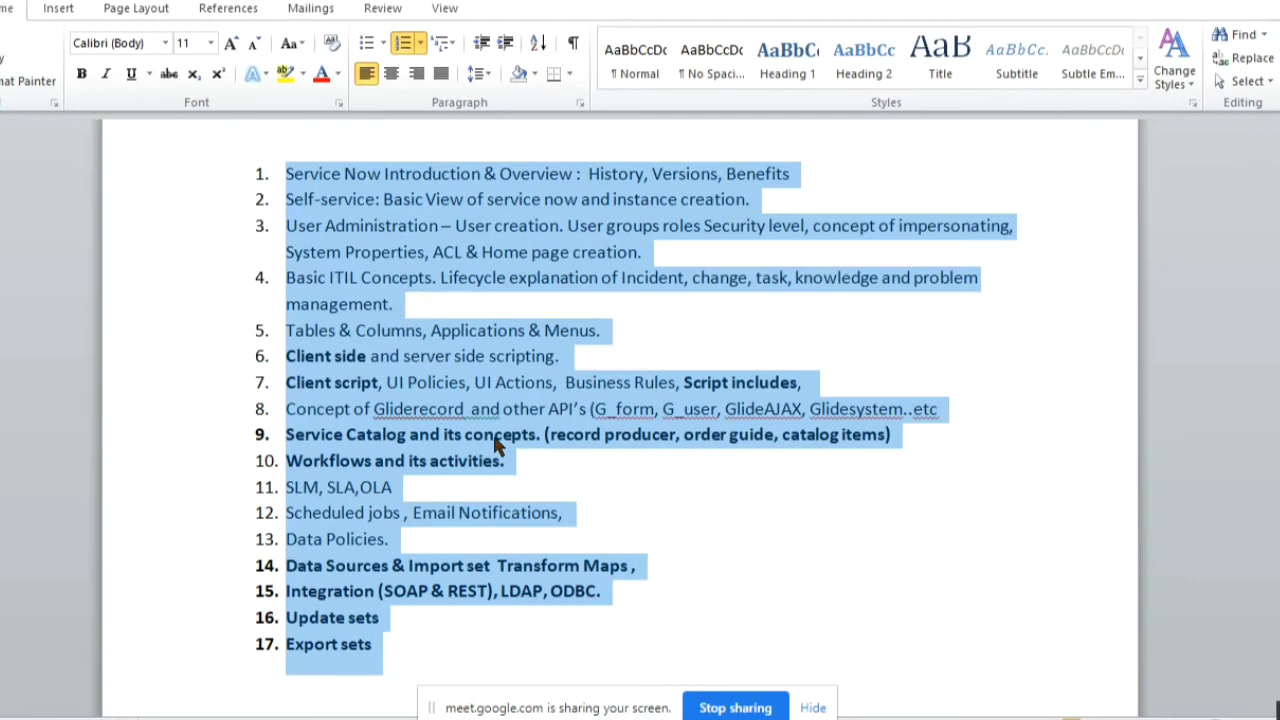 me Insert Page Layout References Mailings Review View
Calibri (Body) 11 A A Aa Find
AaBbCcDc AaBbCcDc AaBbC AaBbCc AaB AaBbCc. AaBbCcDc Replace
at Painter B I U abc X₂ X² A ab A ¶ Normal ¶ No Spaci... Heading 1 Heading 2 Title Subtitle Subtle Em... Change Styles Select
Font Paragraph Styles Editing
1. Service Now Introduction & Overview : History, Versions, Benefits
2. Self-service: Basic View of service now and instance creation.
3. User Administration – User creation. User groups roles Security level, concept of impersonating,
System Properties, ACL & Home page creation.
4. Basic ITIL Concepts. Lifecycle explanation of Incident, change, task, knowledge and problem
management.
5. Tables & Columns, Applications & Menus.
6. Client side and server side scripting.
7. Client script, UI Policies, UI Actions, Business Rules, Script includes,
8. Concept of Gliderecord and other API's (G_form, G_user, GlideAJAX, Glidesystem..etc
9. Service Catalog and its concepts. (record producer, order guide, catalog items)
10. Workflows and its activities.
11. SLM, SLA,OLA
12. Scheduled jobs , Email Notifications,
13. Data Policies.
14. Data Sources & Import set Transform Maps ,
15. Integration (SOAP & REST), LDAP, ODBC.
16. Update sets
17. Export sets
meet.google.com is sharing your screen. Stop sharing Hide